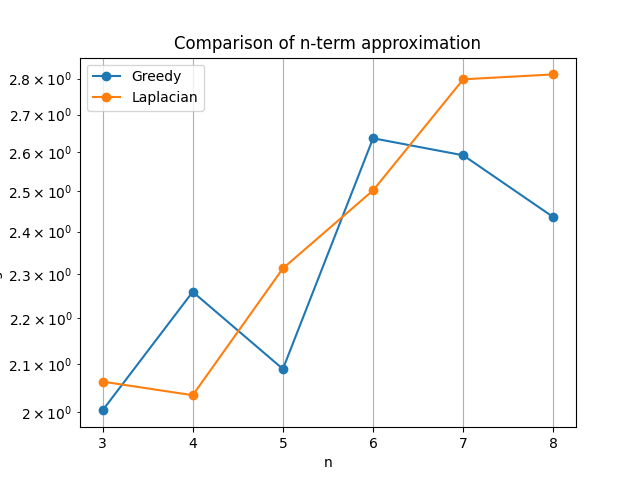 Comparison of n-term approximation
Greedy
Laplacian
2.8 × 10⁰
2.7 × 10⁰
2.6 × 10⁰
2.5 × 10⁰
2.4 × 10⁰
2.3 × 10⁰
2.2 × 10⁰
2.1 × 10⁰
2 × 10⁰
3 4 5 6 7 8
n